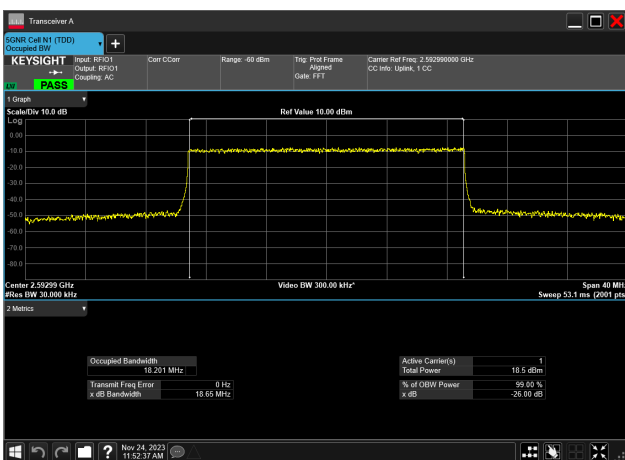 Transceiver A
5GNR Cell N1 (TDD)
Occupied BW
KEYSIGHT
PASS
Input: RFIO1
Output: RFIO1
Coupling: AC
Corr CCorr
Range: -60 dBm
Trig: Prot Frame
Aligned
Gate: FFT
Carrier Ref Freq: 2.592990000 GHz
CC Info: Uplink, 1 CC
1 Graph
Scale/Div 10.0 dB
Ref Value 10.00 dBm
Log
0.00
-10.0
-20.0
-30.0
-40.0
-50.0
-60.0
-70.0
-80.0
Center 2.59299 GHz
#Res BW 30.000 kHz
Video BW 300.00 kHz*
Span 40 MH
Sweep 53.1 ms (2001 pts
2 Metrics
Occupied Bandwidth
18.201 MHz
Transmit Freq Error 0 Hz
x dB Bandwidth 18.65 MHz
Active Carrier(s) 1
Total Power 18.5 dBm
% of OBW Power 99.00 %
x dB -26.00 dB
Nov 24, 2023
11:52:37 AM